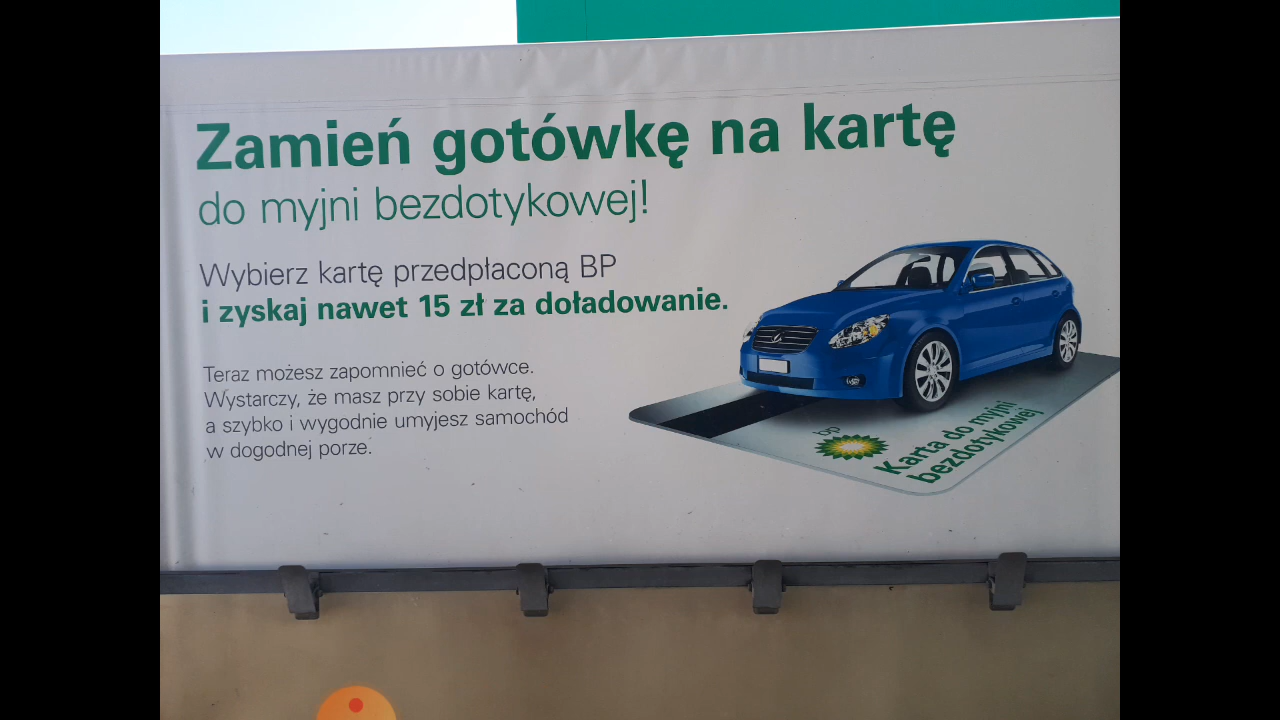 Zamień gotówkę na kartę
do myjni bezdotykowej!
Wybierz kartę przedpłaconą BP
i zyskaj nawet 15 zł za doładowanie.
Teraz możesz zapomnieć o gotówce.
Wystarczy, że masz przy sobie kartę,
a szybko i wygodnie umyjesz samochód
w dogodnej porze.
bp
Karta do myjni
bezdotykowej